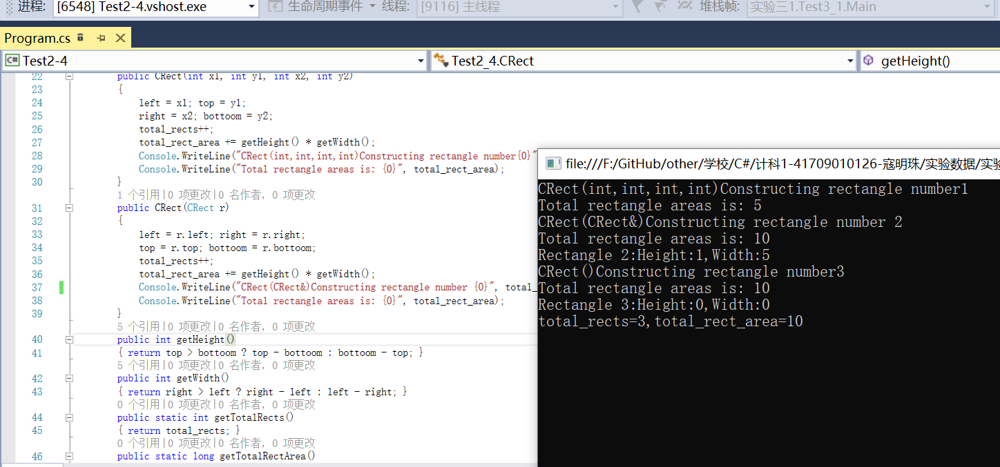 进程: [6548] Test2-4.vshost.exe 生命周期事件 线程: [9116] 主线程 堆栈帧: 实验三1.Test3_1.Main
Program.cs
C# Test2-4 Test2_4.CRect getHeight()
22 public CRect(int x1, int y1, int x2, int y2)
23 {
24 left = x1; top = y1;
25 right = x2; bottoom = y2;
26 total_rects++;
27 total_rect_area += getHeight() * getWidth();
28 Console.WriteLine("CRect(int,int,int,int)Constructing rectangle number{0}"
29 Console.WriteLine("Total rectangle areas is: {0}", total_rect_area);
30 }
1 个引用|0 项更改|0 名作者, 0 项更改
31 public CRect(CRect r)
32 {
33 left = r.left; right = r.right;
34 top = r.top; bottoom = r.bottoom;
35 total_rects++;
36 total_rect_area += getHeight() * getWidth();
37 Console.WriteLine("CRect(CRect&)Constructing rectangle number {0}", total_
38 Console.WriteLine("Total rectangle areas is: {0}", total_rect_area);
39 }
5 个引用|0 项更改|0 名作者, 0 项更改
40 public int getHeight()
41 { return top > bottoom ? top - bottoom : bottoom - top; }
5 个引用|0 项更改|0 名作者, 0 项更改
42 public int getWidth()
43 { return right > left ? right - left : left - right; }
0 个引用|0 项更改|0 名作者, 0 项更改
44 public static int getTotalRects()
45 { return total_rects; }
0 个引用|0 项更改|0 名作者, 0 项更改
46 public static long getTotalRectArea()
file:///F:/GitHub/other/学校/C#/计科1-41709010126-寇明珠/实验数据/实验
CRect(int,int,int,int)Constructing rectangle number1
Total rectangle areas is: 5
CRect(CRect&)Constructing rectangle number 2
Total rectangle areas is: 10
Rectangle 2:Height:1,Width:5
CRect()Constructing rectangle number3
Total rectangle areas is: 10
Rectangle 3:Height:0,Width:0
total_rects=3,total_rect_area=10